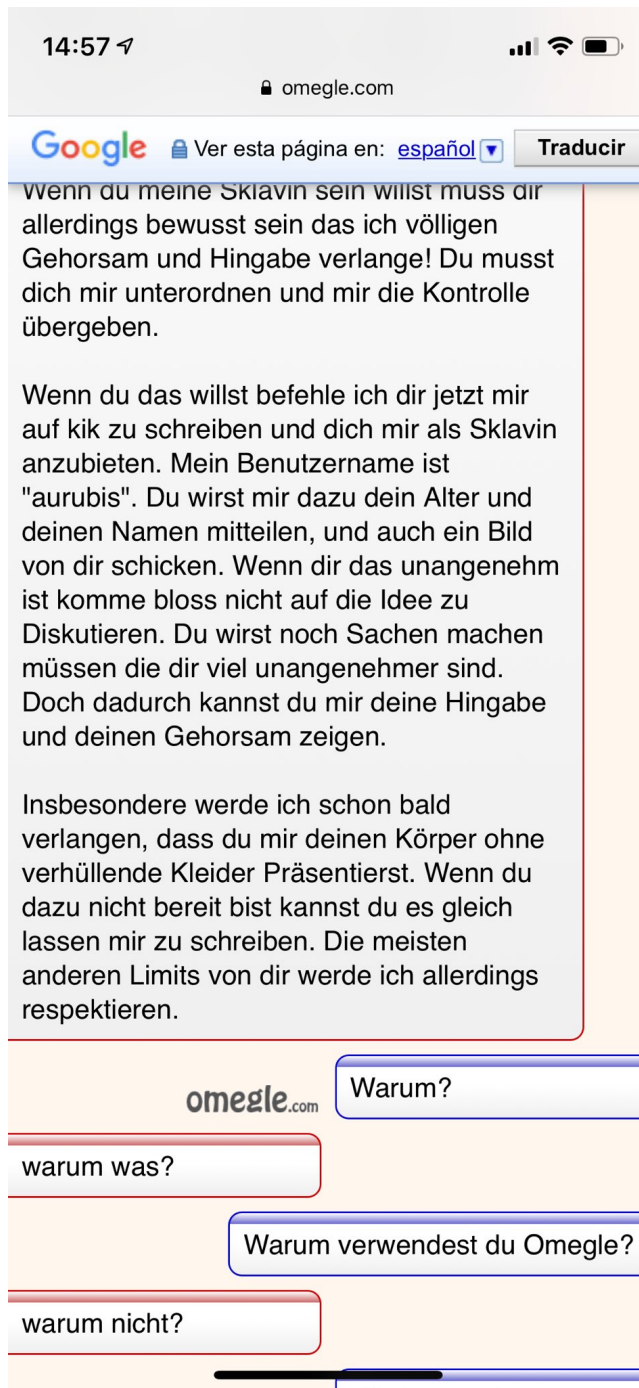 14:57
omegle.com
Google Ver esta página en: español Traducir
Wenn du meine Sklavin sein willst muss dir
allerdings bewusst sein das ich völligen
Gehorsam und Hingabe verlange! Du musst
dich mir unterordnen und mir die Kontrolle
übergeben.
Wenn du das willst befehle ich dir jetzt mir
auf kik zu schreiben und dich mir als Sklavin
anzubieten. Mein Benutzername ist
"aurubis". Du wirst mir dazu dein Alter und
deinen Namen mitteilen, und auch ein Bild
von dir schicken. Wenn dir das unangenehm
ist komme bloss nicht auf die Idee zu
Diskutieren. Du wirst noch Sachen machen
müssen die dir viel unangenehmer sind.
Doch dadurch kannst du mir deine Hingabe
und deinen Gehorsam zeigen.
Insbesondere werde ich schon bald
verlangen, dass du mir deinen Körper ohne
verhüllende Kleider Präsentierst. Wenn du
dazu nicht bereit bist kannst du es gleich
lassen mir zu schreiben. Die meisten
anderen Limits von dir werde ich allerdings
respektieren.
Warum?
omegle.com
warum was?
Warum verwendest du Omegle?
warum nicht?